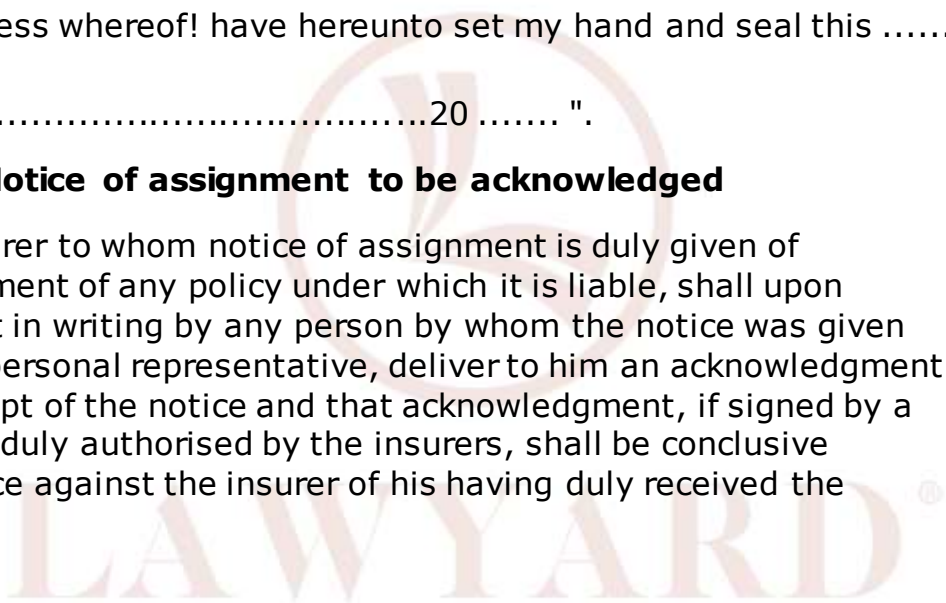 ess whereof! have hereunto set my hand and seal this ......
.......................................20 ....... ".
otice of assignment to be acknowledged
rer to whom notice of assignment is duly given of
ment of any policy under which it is liable, shall upon
t in writing by any person by whom the notice was given
personal representative, deliver to him an acknowledgment
pt of the notice and that acknowledgment, if signed by a
duly authorised by the insurers, shall be conclusive
ce against the insurer of his having duly received the
LAWYARD®